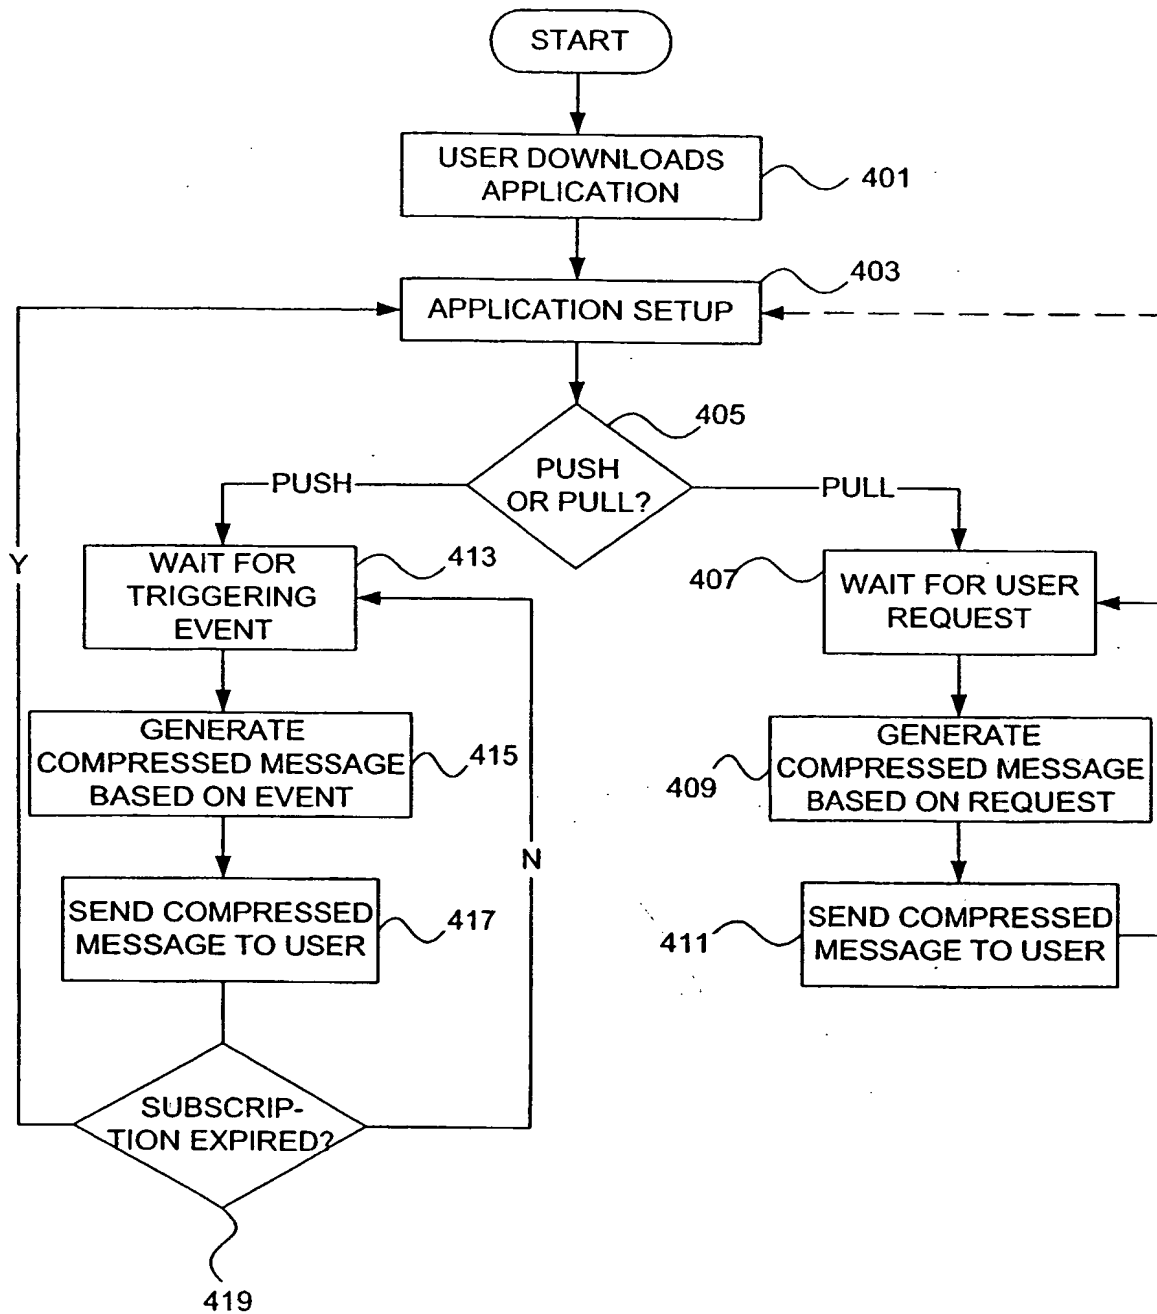 START
USER DOWNLOADS
APPLICATION
401
403
APPLICATION SETUP
405
PUSH
OR PULL?
PUSH
PULL
Y
WAIT FOR
TRIGGERING
EVENT
413
407
WAIT FOR USER
REQUEST
GENERATE
COMPRESSED MESSAGE
BASED ON EVENT
415
409
GENERATE
COMPRESSED MESSAGE
BASED ON REQUEST
N
SEND COMPRESSED
MESSAGE TO USER
417
411
SEND COMPRESSED
MESSAGE TO USER
SUBSCRIP-
TION EXPIRED?
419